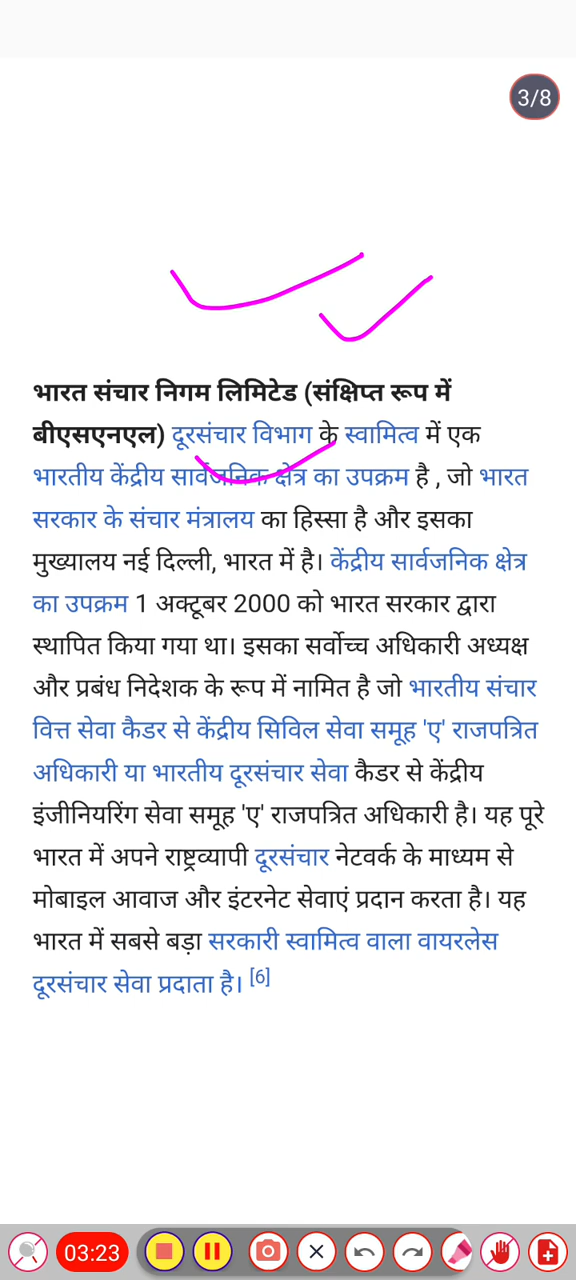 3/8
भारत संचार निगम लिमिटेड (संक्षिप्त रूप में
बीएसएनएल) दूरसंचार विभाग के स्वामित्व में एक
भारतीय केंद्रीय सार्वजनिक क्षेत्र का उपक्रम है , जो भारत
सरकार के संचार मंत्रालय का हिस्सा है और इसका
मुख्यालय नई दिल्ली, भारत में है। केंद्रीय सार्वजनिक क्षेत्र
का उपक्रम 1 अक्टूबर 2000 को भारत सरकार द्वारा
स्थापित किया गया था। इसका सर्वोच्च अधिकारी अध्यक्ष
और प्रबंध निदेशक के रूप में नामित है जो भारतीय संचार
वित्त सेवा कैडर से केंद्रीय सिविल सेवा समूह 'ए' राजपत्रित
अधिकारी या भारतीय दूरसंचार सेवा कैडर से केंद्रीय
इंजीनियरिंग सेवा समूह 'ए' राजपत्रित अधिकारी है। यह पूरे
भारत में अपने राष्ट्रव्यापी दूरसंचार नेटवर्क के माध्यम से
मोबाइल आवाज और इंटरनेट सेवाएं प्रदान करता है। यह
भारत में सबसे बड़ा सरकारी स्वामित्व वाला वायरलेस
दूरसंचार सेवा प्रदाता है। [6]
03:23